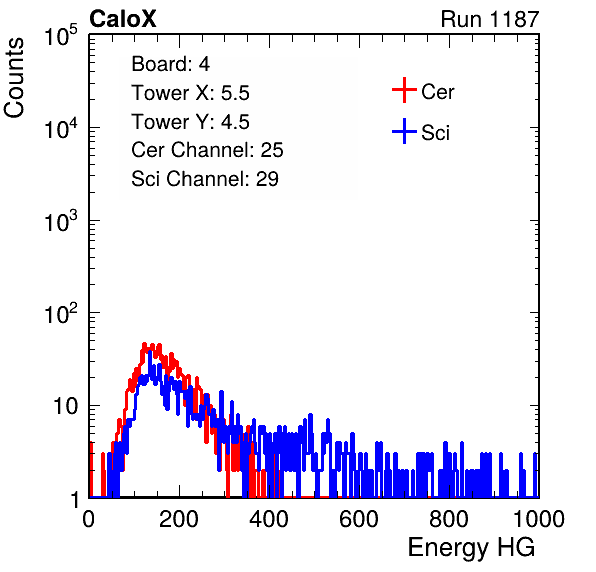 CaloX Run 1187
Counts
10^5
10^4
10^3
10^2
10
1
Board: 4
Tower X: 5.5
Tower Y: 4.5
Cer Channel: 25
Sci Channel: 29
Cer
Sci
0 200 400 600 800 1000
Energy HG